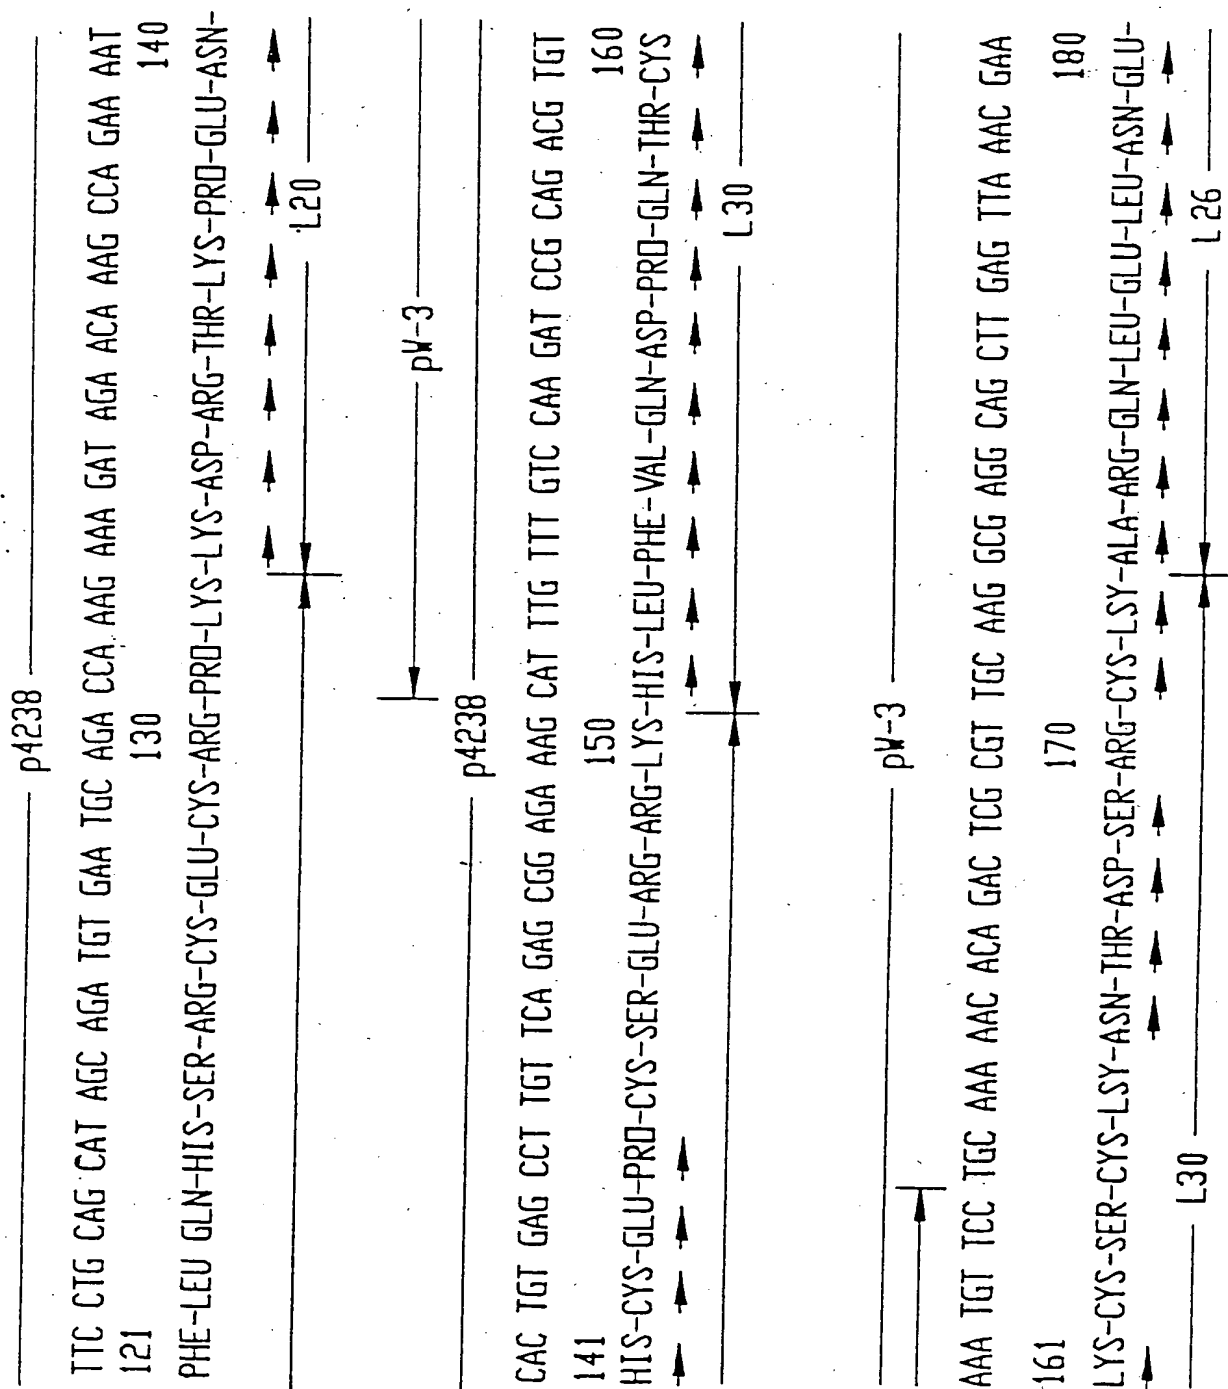 p4238
TTC CTG CAG CAT AGC AGA TGT GAA TGC AGA CCA AAG AAA GAT AGA ACA AAG CCA GAA AAT
121 130 140
PHE-LEU GLN-HIS-SER-ARG-CYS-GLU-CYS-ARG-PRO-LYS-LYS-ASP-ARG-THR-LYS-PRO-GLU-ASN-
L20
pW-3
p4238
CAC TGT GAG CCT TGT TCA GAG CGG AGA AAG CAT TTG TTT GTC CAA GAT CCG CAG ACG TGT
141 150 160
HIS-CYS-GLU-PRO-CYS-SER-GLU-ARG-ARG-LYS-HIS-LEU-PHE-VAL-GLN-ASP-PRO-GLN-THR-CYS
L30
pW-3
AAA TGT TCC TGC AAA AAC ACA GAC TCG CGT TGC AAG GCG AGG CAG CTT GAG TTA AAC GAA
161 170 180
LYS-CYS-SER-CYS-LSY-ASN-THR-ASP-SER-ARG-CYS-LSY-ALA-ARG-GLN-LEU-GLU-LEU-ASN-GLU-
L30 L26